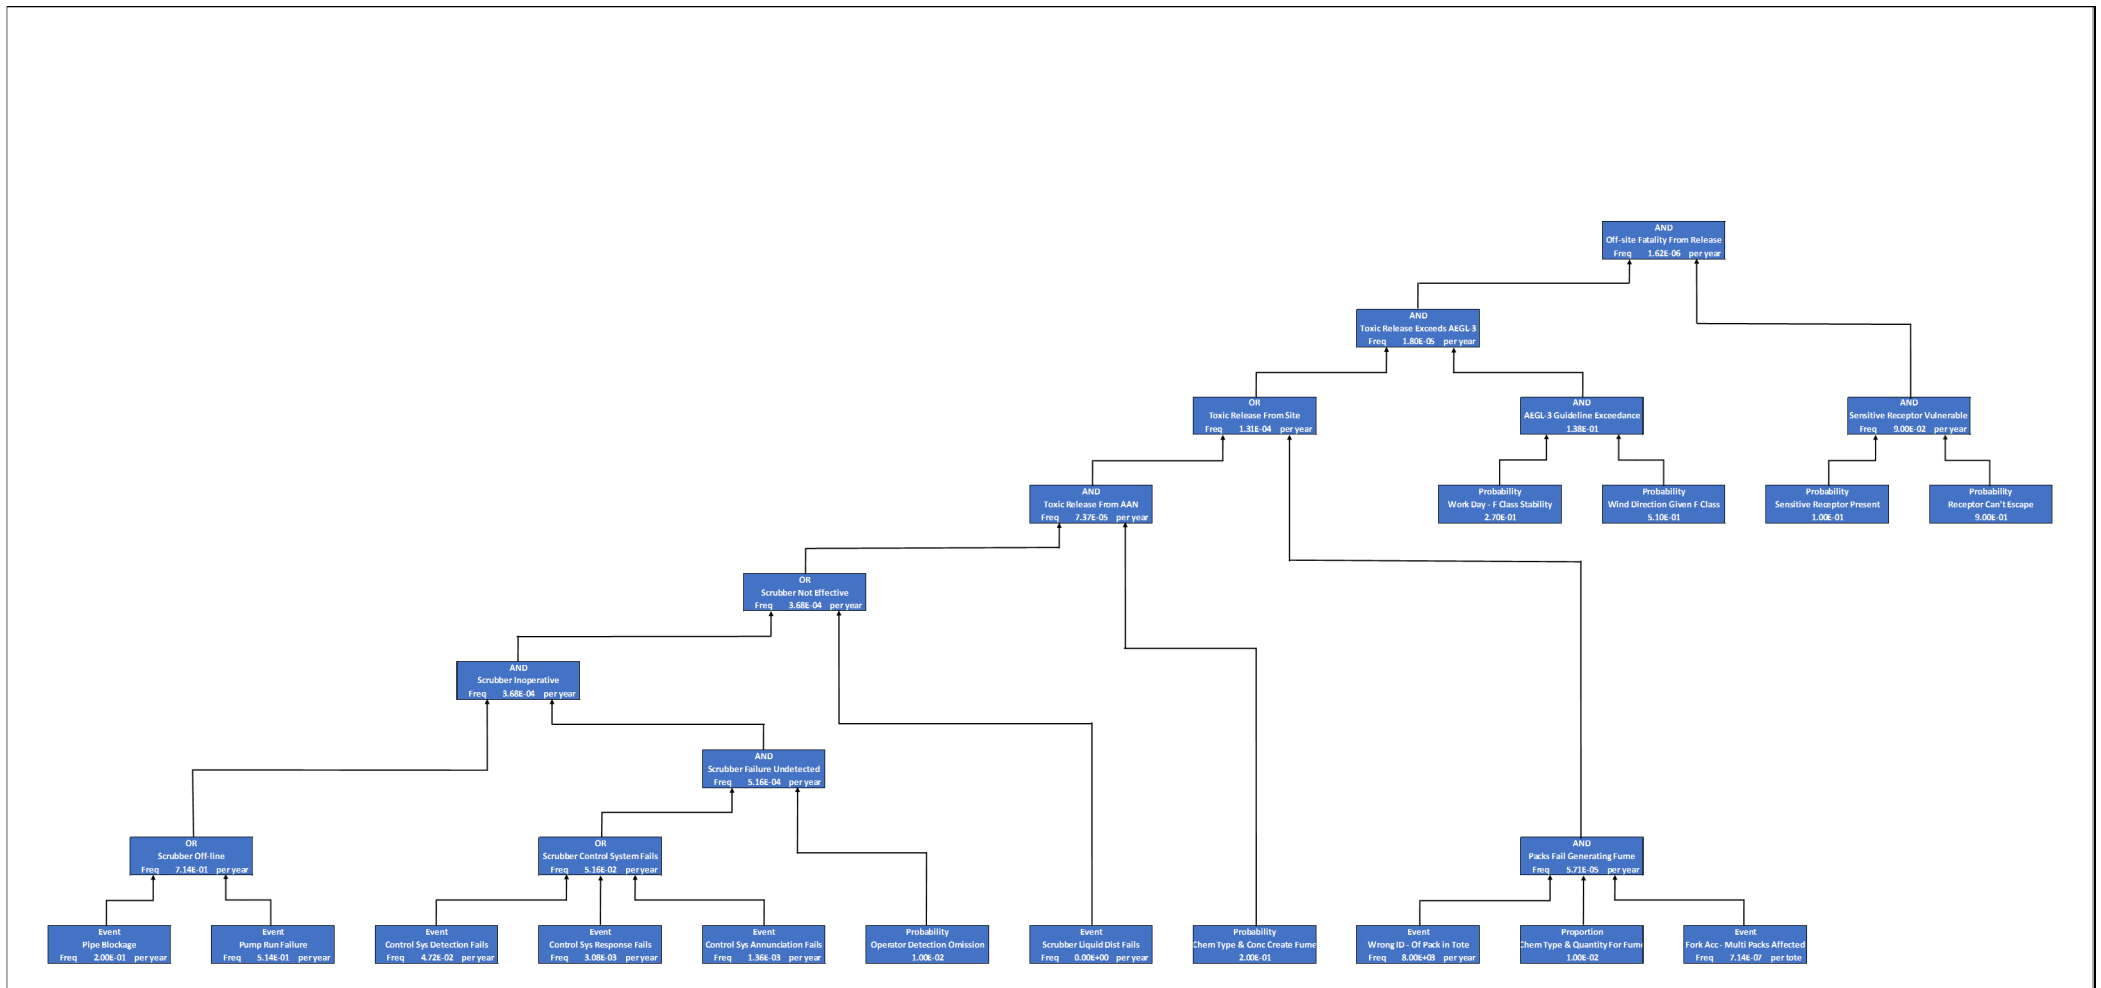 AND
Off-site Fatality From Release
Freq 1.62E-06 per year
AND
Toxic Release Exceeds AEGL-3
Freq 1.80E-05 per year
OR
Toxic Release From Site
Freq 1.31E-04 per year
AND
AEGL-3 Guideline Exceedance
1.38E-01
AND
Sensitive Receptor Vulnerable
Freq 9.00E-02 per year
AND
Toxic Release From AAN
Freq 7.37E-05 per year
Probability
Work Day - F Class Stability
2.70E-01
Probability
Wind Direction Given F Class
5.10E-01
Probability
Sensitive Receptor Present
1.00E-01
Probability
Receptor Can't Escape
9.00E-01
OR
Scrubber Not Effective
Freq 3.68E-04 per year
AND
Scrubber Inoperative
Freq 3.68E-04 per year
AND
Scrubber Failure Undetected
Freq 5.16E-04 per year
OR
Scrubber Off-line
Freq 7.14E-01 per year
OR
Scrubber Control System Fails
Freq 5.16E-02 per year
AND
Packs Fail Generating Fume
Freq 5.71E-05 per year
Event
Pipe Blockage
Freq 2.00E-01 per year
Event
Pump Run Failure
Freq 5.14E-01 per year
Event
Control Sys Detection Fails
Freq 4.72E-02 per year
Event
Control Sys Response Fails
Freq 3.08E-03 per year
Event
Control Sys Annunciation Fails
Freq 1.36E-03 per year
Probability
Operator Detection Omission
1.00E-02
Event
Scrubber Liquid Dist Fails
Freq 0.00E+00 per year
Probability
Chem Type & Conc Create Fume
2.00E-01
Event
Wrong ID - Of Pack in Tote
Freq 8.00E+03 per year
Proportion
Chem Type & Quantity For Fum
1.00E-02
Event
Fork Acc - Multi Packs Affected
Freq 7.14E-07 per tote